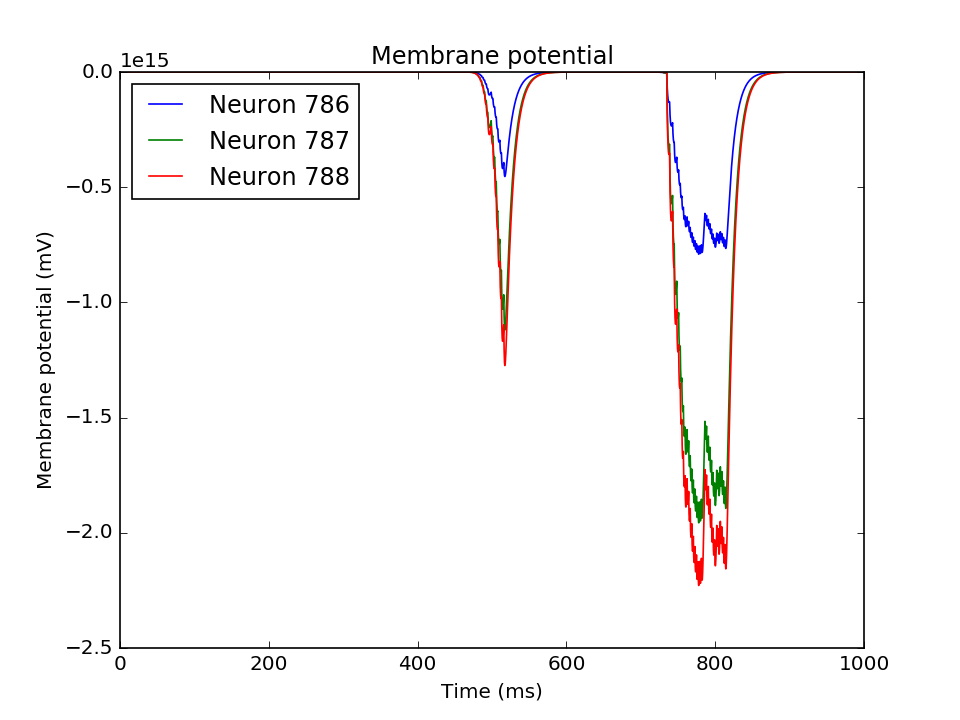 Membrane potential
1e15
0.0
−0.5
−1.0
−1.5
−2.0
−2.5
Membrane potential (mV)
Neuron 786
Neuron 787
Neuron 788
0 200 400 600 800 1000
Time (ms)